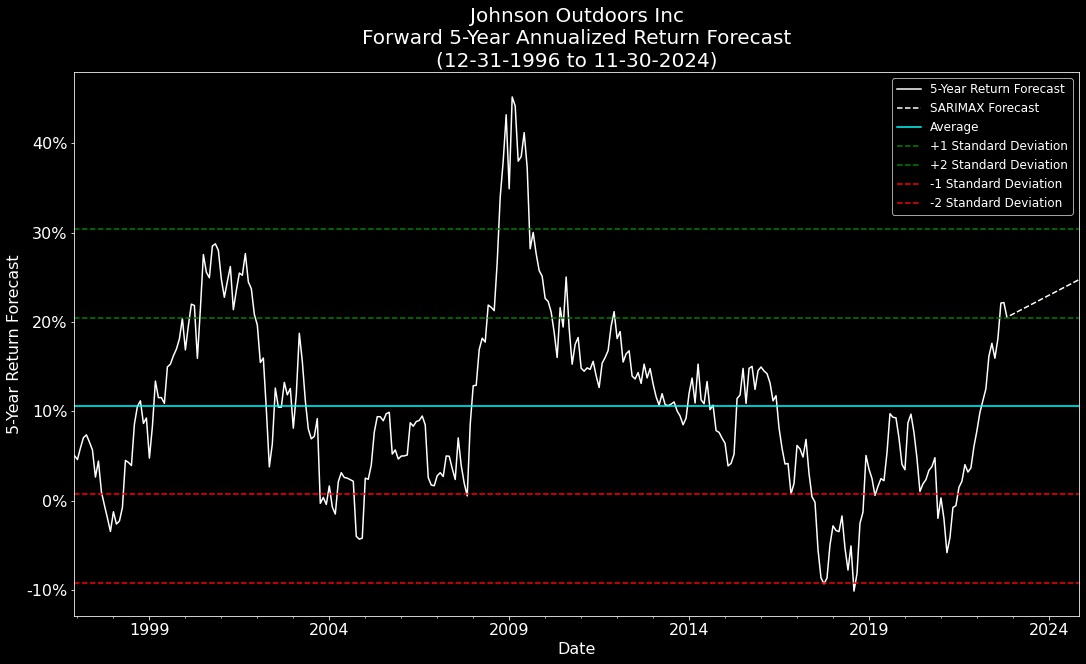 Johnson Outdoors Inc
Forward 5-Year Annualized Return Forecast
(12-31-1996 to 11-30-2024)
5-Year Return Forecast
SARIMAX Forecast
Average
+1 Standard Deviation
+2 Standard Deviation
-1 Standard Deviation
-2 Standard Deviation
5-Year Return Forecast
40%
30%
20%
10%
0%
-10%
1999
2004
2009
2014
2019
2024
Date